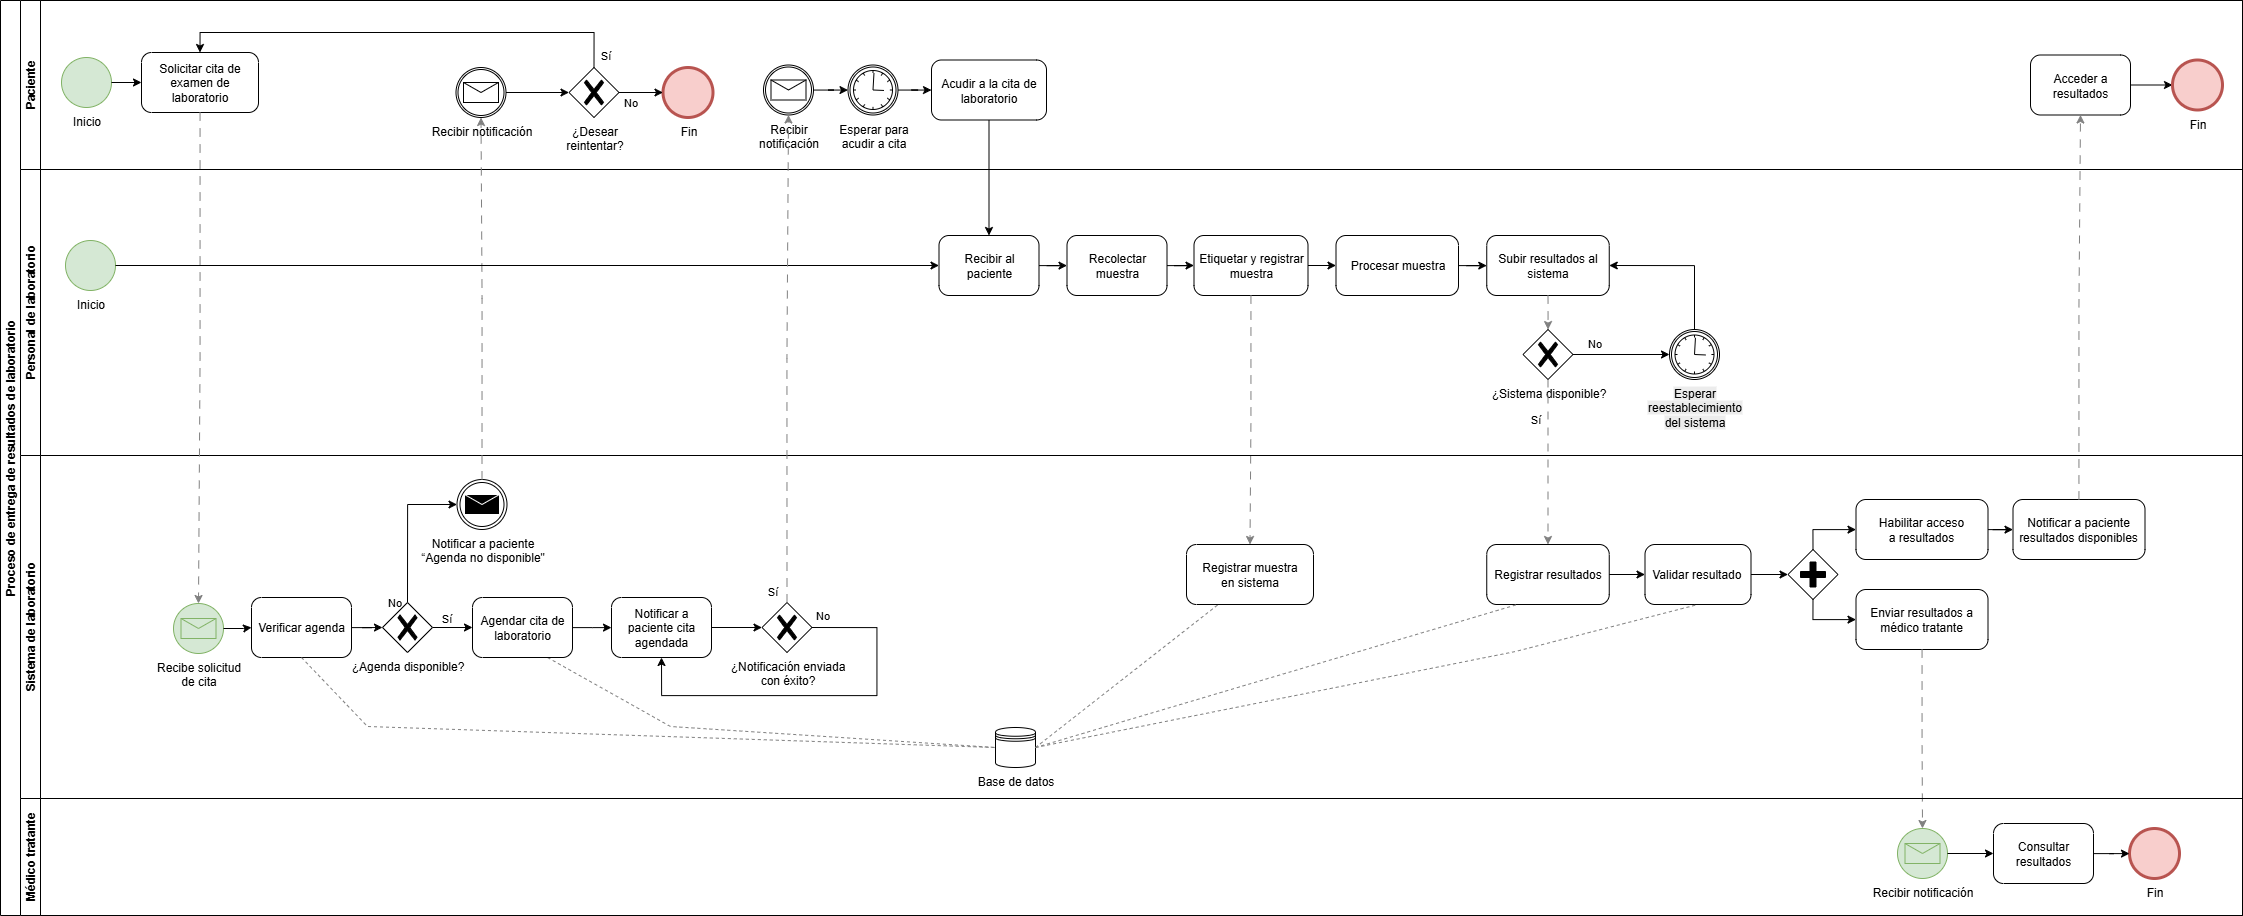 Proceso de entrega de resultados de laboratorio
Paciente
Inicio
Solicitar cita de
examen de
laboratorio
Recibir notificación
Sí
No
¿Desear
reintentar?
Fin
Recibir
notificación
Esperar para
acudir a cita
Acudir a la cita de
laboratorio
Acceder a
resultados
Fin
Personal de laboratorio
Inicio
Recibir al
paciente
Recolectar
muestra
Etiquetar y registrar
muestra
Procesar muestra
Subir resultados al
sistema
No
¿Sistema disponible?
Sí
Esperar
reestablecimiento
del sistema
Sistema de laboratorio
Recibe solicitud
de cita
Verificar agenda
No
Sí
¿Agenda disponible?
Notificar a paciente
“Agenda no disponible"
Agendar cita de
laboratorio
Notificar a
paciente cita
agendada
Sí
No
¿Notificación enviada
con éxito?
Base de datos
Registrar muestra
en sistema
Registrar resultados
Validar resultado
Habilitar acceso
a resultados
Notificar a paciente
resultados disponibles
Enviar resultados a
médico tratante
Médico tratante
Recibir notificación
Consultar
resultados
Fin